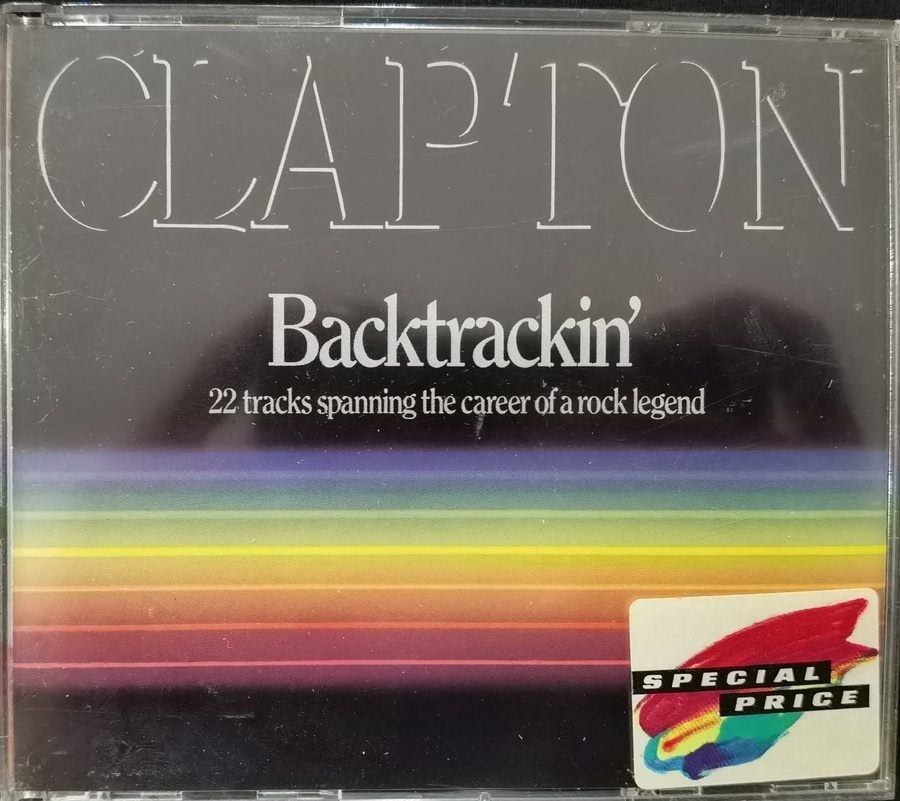 CLAPTON
Backtrackin'
22 tracks spanning the career of a rock legend
SPECIAL
PRICE